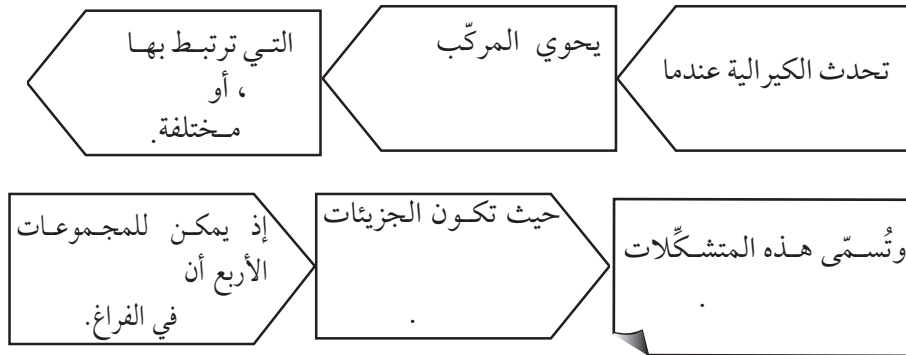 تحدث الكيرالية عندما
يحوي المركّب
التي ترتبط بها
، أو
مختلفة.
إذ يمكن للمجموعات
الأربع أن
في الفراغ.
حيث تكون الجزيئات
.
وتُسمّى هذه المتشكِّلات
.